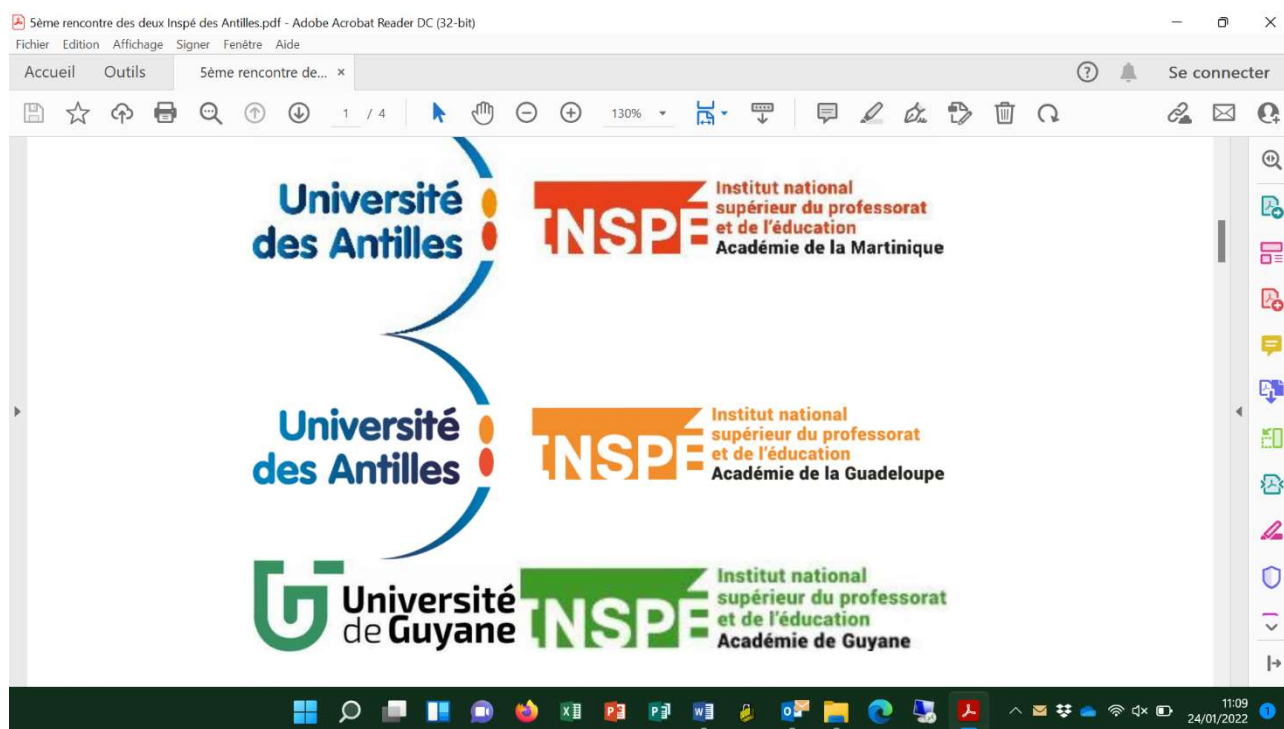 5ème rencontre des deux Inspé des Antilles.pdf - Adobe Acrobat Reader DC (32-bit)
Fichier Edition Affichage Signer Fenêtre Aide
Accueil Outils 5ème rencontre de... × Se connecter
1 / 4 130%
Université
des Antilles
INSPÉ
Institut national
supérieur du professorat
et de l'éducation
Académie de la Martinique
Université
des Antilles
INSPÉ
Institut national
supérieur du professorat
et de l'éducation
Académie de la Guadeloupe
Université
de Guyane
INSPÉ
Institut national
supérieur du professorat
et de l'éducation
Académie de Guyane
11:09
24/01/2022
1